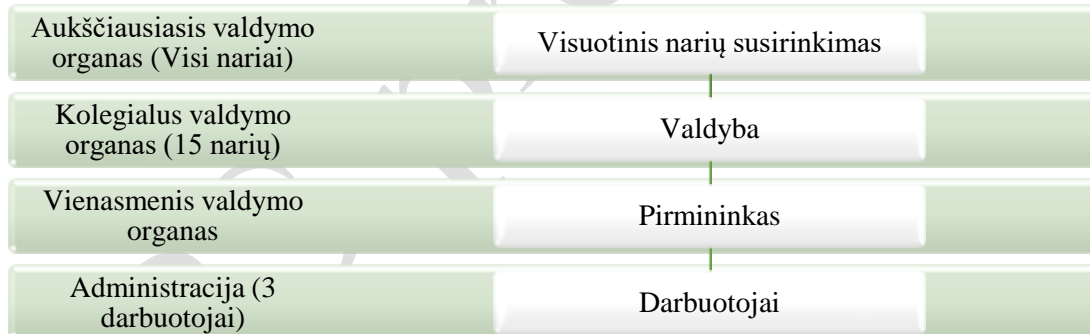 Aukščiausiasis valdymo
organas (Visi nariai)
Visuotinis narių susirinkimas
Kolegialus valdymo
organas (15 narių)
Valdyba
Vienasmenis valdymo
organas
Pirmininkas
Administracija (3
darbuotojai)
Darbuotojai